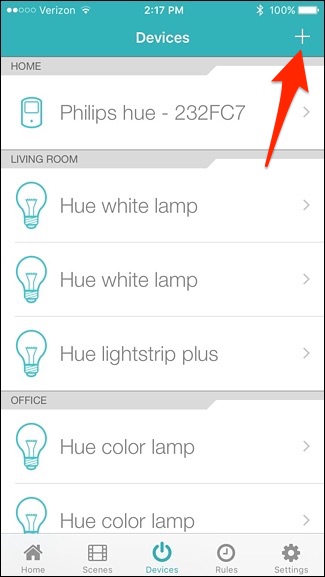 Verizon 2:17 PM 100%
Devices
HOME
Philips hue - 232FC7
LIVING ROOM
Hue white lamp
Hue white lamp
Hue lightstrip plus
OFFICE
Hue color lamp
Hue color lamp
Home Scenes Devices Rules Settings